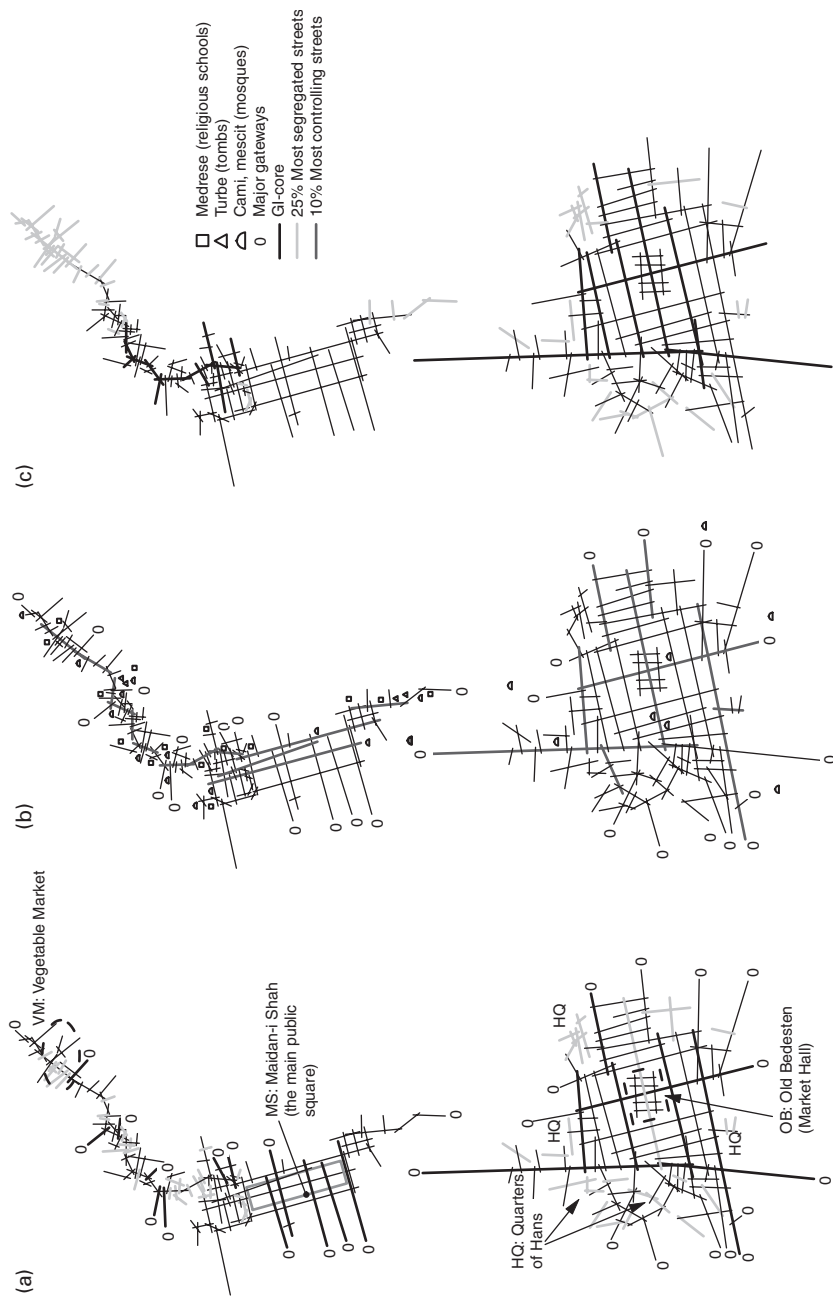 (a)
VM: Vegetable Market
MS: Maidan-i Shah
(the main public
square)
HQ: Quarters
of Hans
HQ
HQ
HQ
OB: Old Bedesten
(Market Hall)
(b)
(c)
Medrese (religious schools)
Turbe (tombs)
Cami, mescit (mosques)
0 Major gateways
GI-core
25% Most segregated streets
10% Most controlling streets